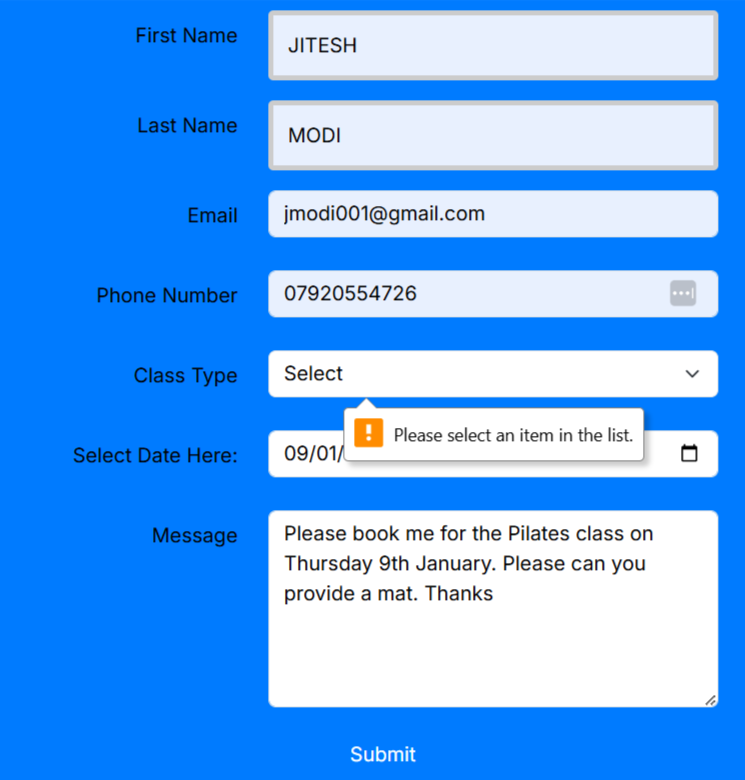 First Name
JITESH
Last Name
MODI
Email
jmodi001@gmail.com
Phone Number
07920554726
Class Type
Select
Please select an item in the list.
Select Date Here:
09/01/
Message
Please book me for the Pilates class on
Thursday 9th January. Please can you
provide a mat. Thanks
Submit